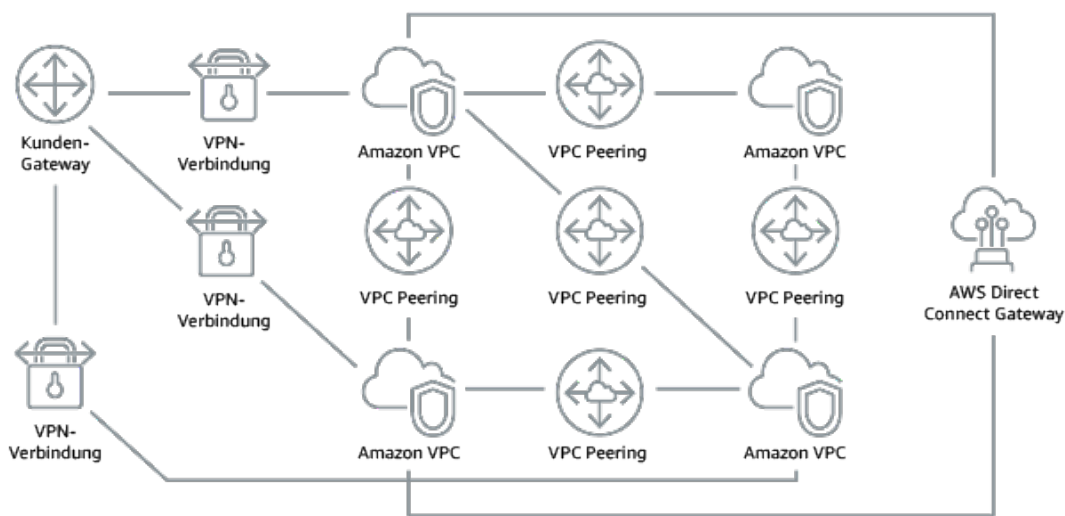 Kunden-
Gateway
VPN-
Verbindung
Amazon VPC
VPC Peering
Amazon VPC
VPN-
Verbindung
VPC Peering
VPC Peering
VPC Peering
AWS Direct
Connect Gateway
VPN-
Verbindung
Amazon VPC
VPC Peering
Amazon VPC